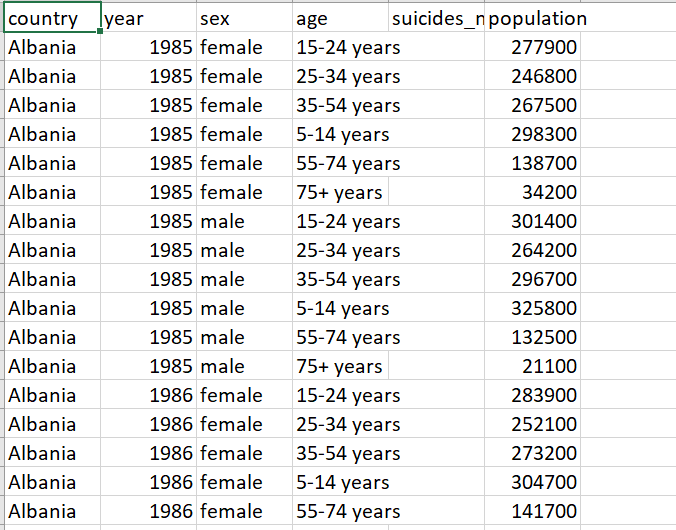 country year sex age suicides_n population
Albania 1985 female 15-24 years 277900
Albania 1985 female 25-34 years 246800
Albania 1985 female 35-54 years 267500
Albania 1985 female 5-14 years 298300
Albania 1985 female 55-74 years 138700
Albania 1985 female 75+ years 34200
Albania 1985 male 15-24 years 301400
Albania 1985 male 25-34 years 264200
Albania 1985 male 35-54 years 296700
Albania 1985 male 5-14 years 325800
Albania 1985 male 55-74 years 132500
Albania 1985 male 75+ years 21100
Albania 1986 female 15-24 years 283900
Albania 1986 female 25-34 years 252100
Albania 1986 female 35-54 years 273200
Albania 1986 female 5-14 years 304700
Albania 1986 female 55-74 years 141700